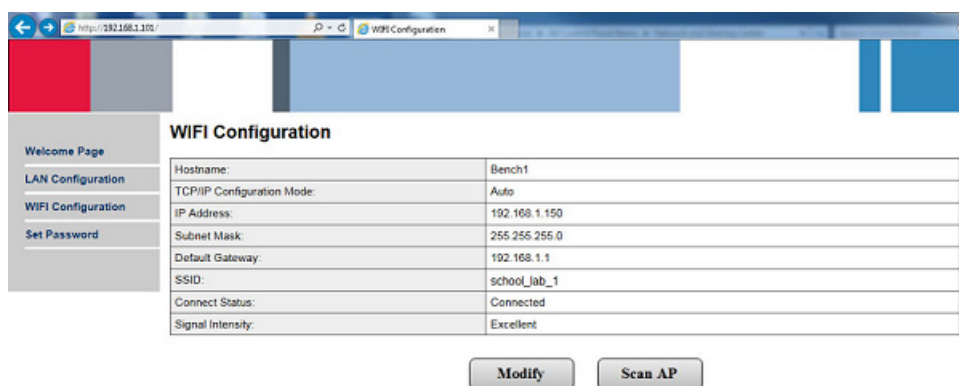 http://192.168.1.101/
WIFI Configuration
WIFI Configuration
Welcome Page
LAN Configuration
WIFI Configuration
Set Password
Hostname: Bench1
TCP/IP Configuration Mode: Auto
IP Address: 192.168.1.150
Subnet Mask: 255.255.255.0
Default Gateway: 192.168.1.1
SSID: school_lab_1
Connect Status: Connected
Signal Intensity: Excellent
Modify Scan AP